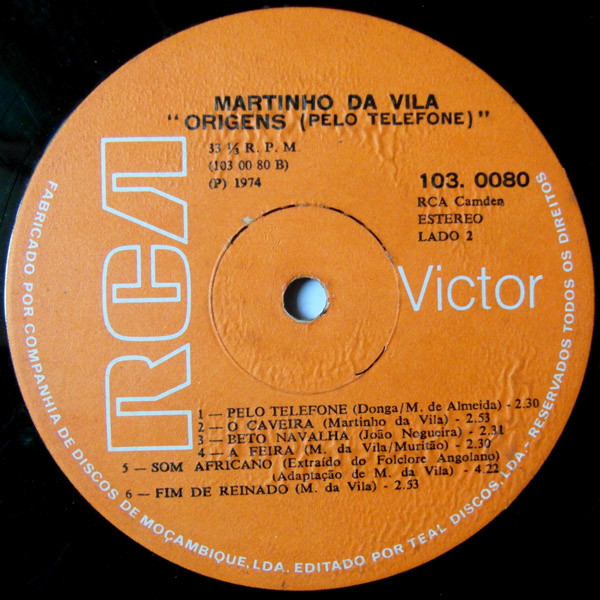 MARTINHO DA VILA
"ORIGENS (PELO TELEFONE)"
33 ⅓ R. P. M
(103 00 80 B)
(P) 1974
103. 0080
RCA Camden
ESTEREO
LADO 2
RCA
Victor
1 — PELO TELEFONE (Donga/M. de Almeida) - 2.30
2 — O CAVEIRA (Martinho da Vila) - 2.53
3 — BETO NAVALHA (João Nogueira) - 2.31
4 — A FEIRA (M. da Vila/Muritão) - 2.30
5 — SOM AFRICANO (Extraído do Folclore Angolano)
(Adaptação de M. da Vila) - 4.22
6 — FIM DE REINADO (M. da Vila) - 2.53
FABRICADO POR COMPANHIA DE DISCOS DE MOÇAMBIQUE, LDA. EDITADO POR TEAL DISCOS, LDA. - RESERVADOS TODOS OS DIREITOS